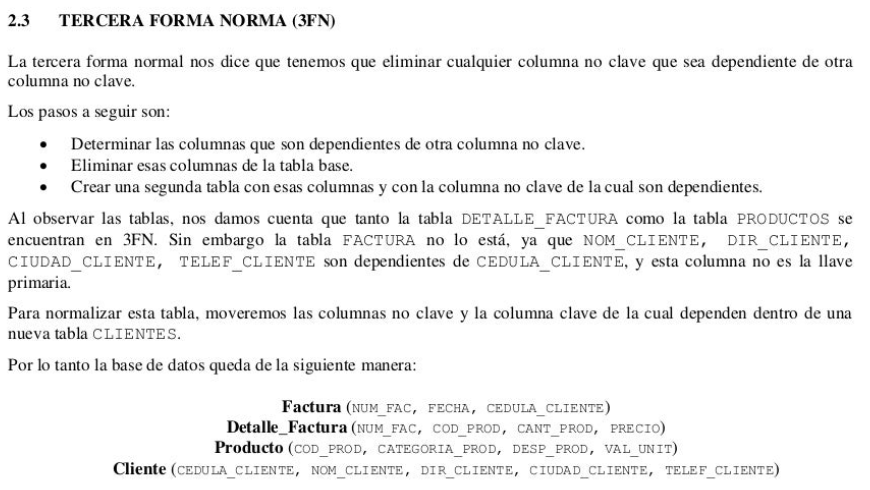 2.3 TERCERA FORMA NORMA (3FN)
La tercera forma normal nos dice que tenemos que eliminar cualquier columna no clave que sea dependiente de otra
columna no clave.
Los pasos a seguir son:
• Determinar las columnas que son dependientes de otra columna no clave.
• Eliminar esas columnas de la tabla base.
• Crear una segunda tabla con esas columnas y con la columna no clave de la cual son dependientes.
Al observar las tablas, nos damos cuenta que tanto la tabla DETALLE_FACTURA como la tabla PRODUCTOS se
encuentran en 3FN. Sin embargo la tabla FACTURA no lo está, ya que NOM_CLIENTE, DIR_CLIENTE,
CIUDAD_CLIENTE, TELEF_CLIENTE son dependientes de CEDULA_CLIENTE, y esta columna no es la llave
primaria.
Para normalizar esta tabla, moveremos las columnas no clave y la columna clave de la cual dependen dentro de una
nueva tabla CLIENTES.
Por lo tanto la base de datos queda de la siguiente manera:
Factura (NUM_FAC, FECHA, CEDULA_CLIENTE)
Detalle_Factura (NUM_FAC, COD_PROD, CANT_PROD, PRECIO)
Producto (COD_PROD, CATEGORIA_PROD, DESP_PROD, VAL_UNIT)
Cliente (CEDULA_CLIENTE, NOM_CLIENTE, DIR_CLIENTE, CIUDAD_CLIENTE, TELEF_CLIENTE)